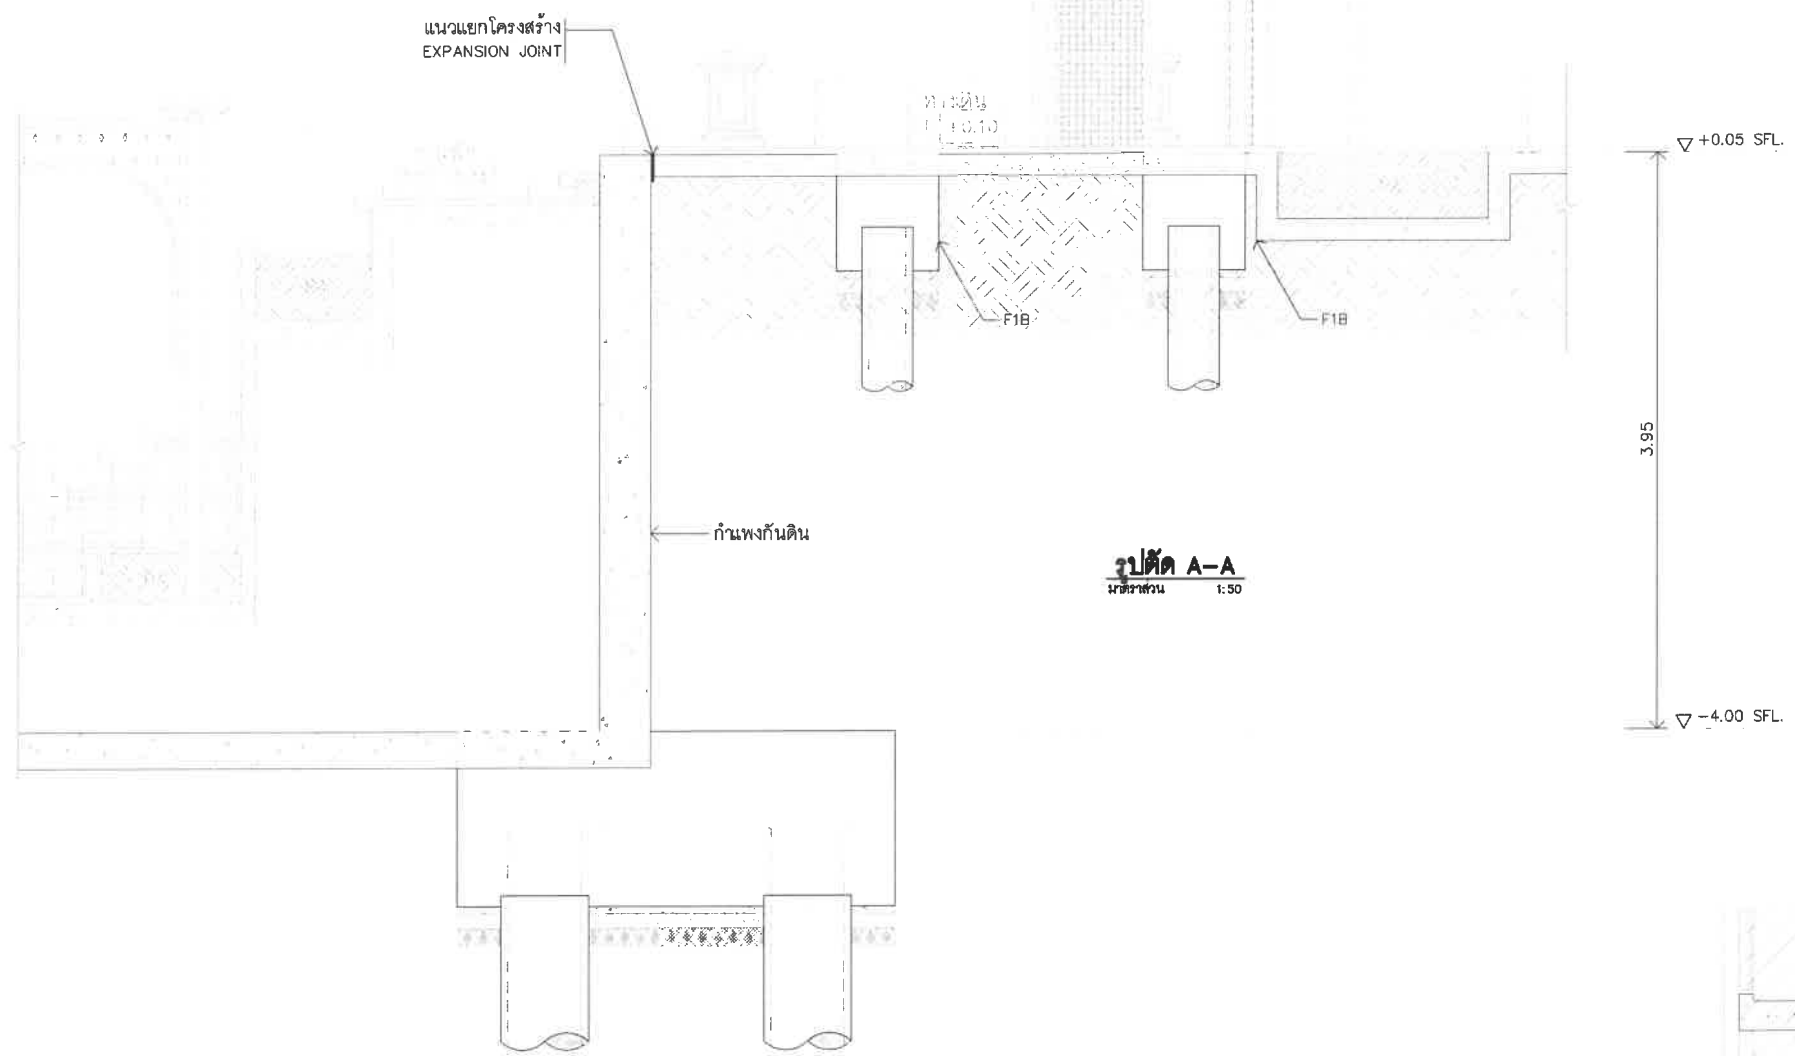 แนวแยกโครงสร้าง
EXPANSION JOINT
+0.10
+0.05 SFL.
F1B
F1B
3.95
กำแพงกันดิน
รูปตัด A-A
มาตราส่วน 1:50
-4.00 SFL.